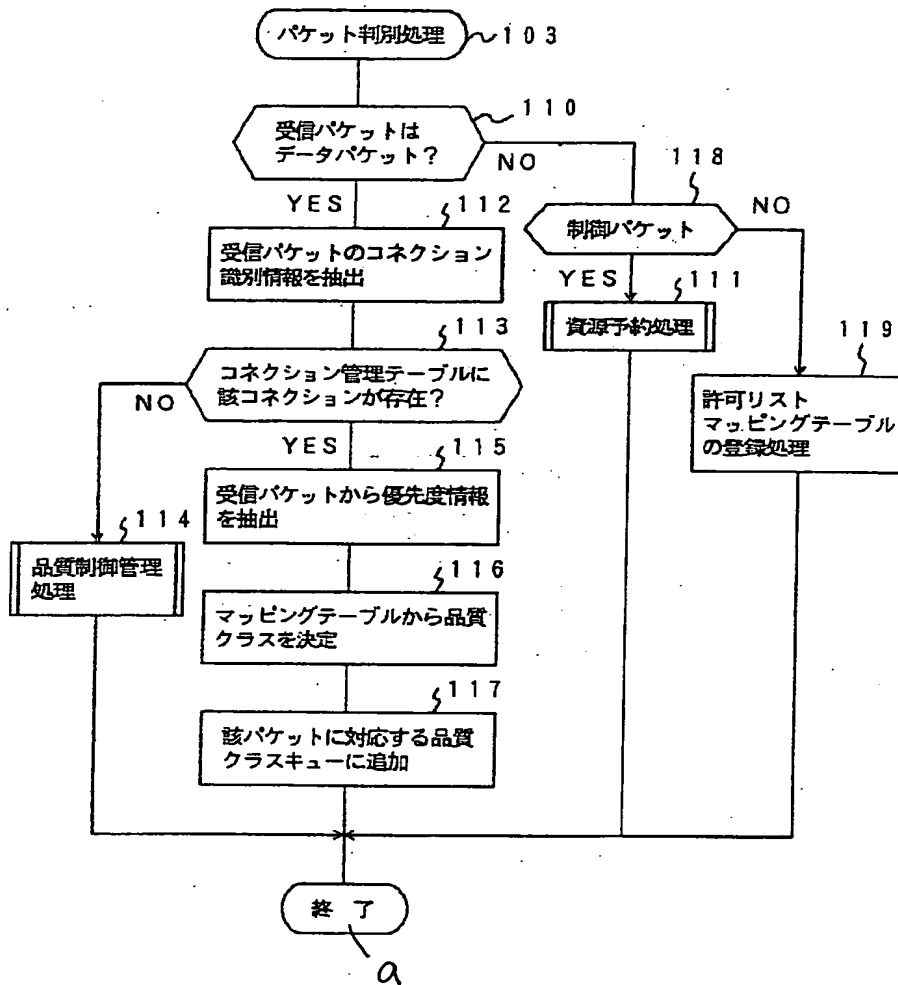 パケット判別処理
103
110
受信パケットは
データパケット?
NO
YES
118
112
制御パケット
NO
受信パケットのコネクション
識別情報を抽出
YES
111
資源予約処理
113
119
コネクション管理テーブルに
該コネクションが存在?
NO
許可リスト
マッピングテーブル
の登録処理
YES
115
受信パケットから優先度情報
を抽出
114
品質制御管理
処理
116
マッピングテーブルから品質
クラスを決定
117
該パケットに対応する品質
クラスキューに追加
終了
a